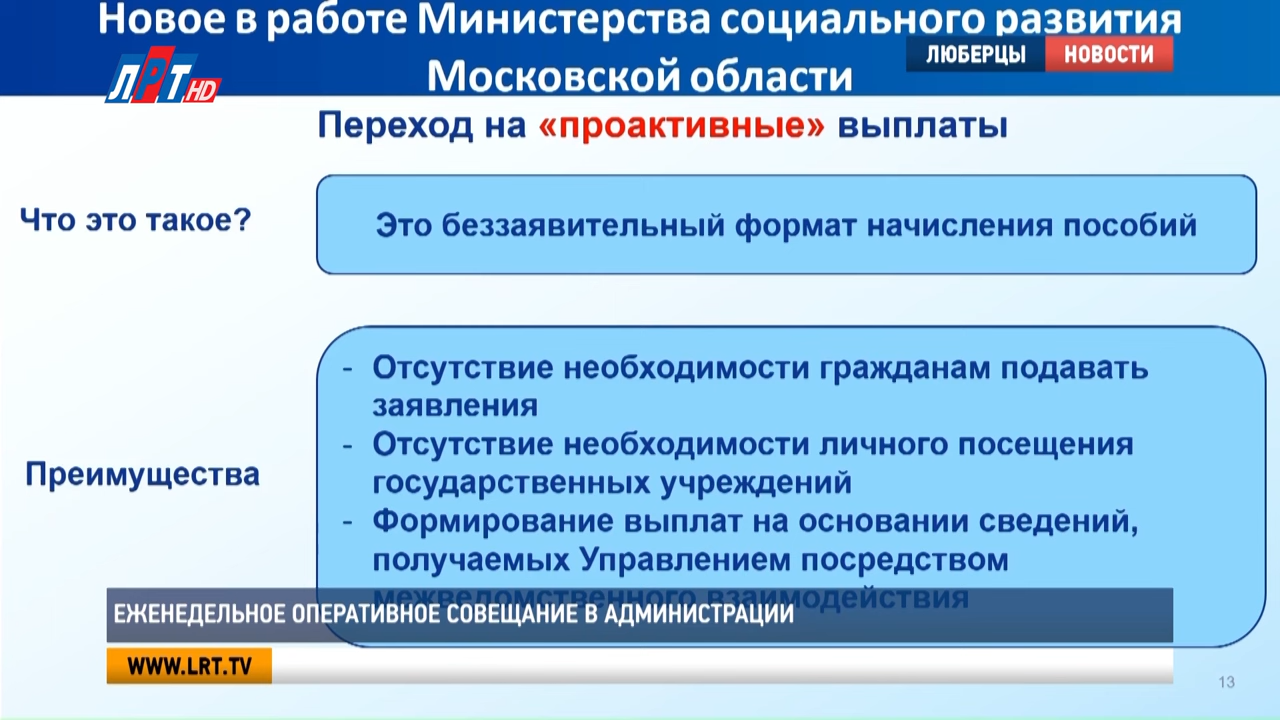 Новое в работе Министерства социального развития
Московской области
ЛРТ HD
ЛЮБЕРЦЫ НОВОСТИ
Переход на «проактивные» выплаты
Что это такое?
Это беззаявительный формат начисления пособий
Преимущества
- Отсутствие необходимости гражданам подавать
заявления
- Отсутствие необходимости личного посещения
государственных учреждений
- Формирование выплат на основании сведений,
получаемых Управлением посредством
межведомственного взаимодействия
ЕЖЕНЕДЕЛЬНОЕ ОПЕРАТИВНОЕ СОВЕЩАНИЕ В АДМИНИСТРАЦИИ
WWW.LRT.TV
13